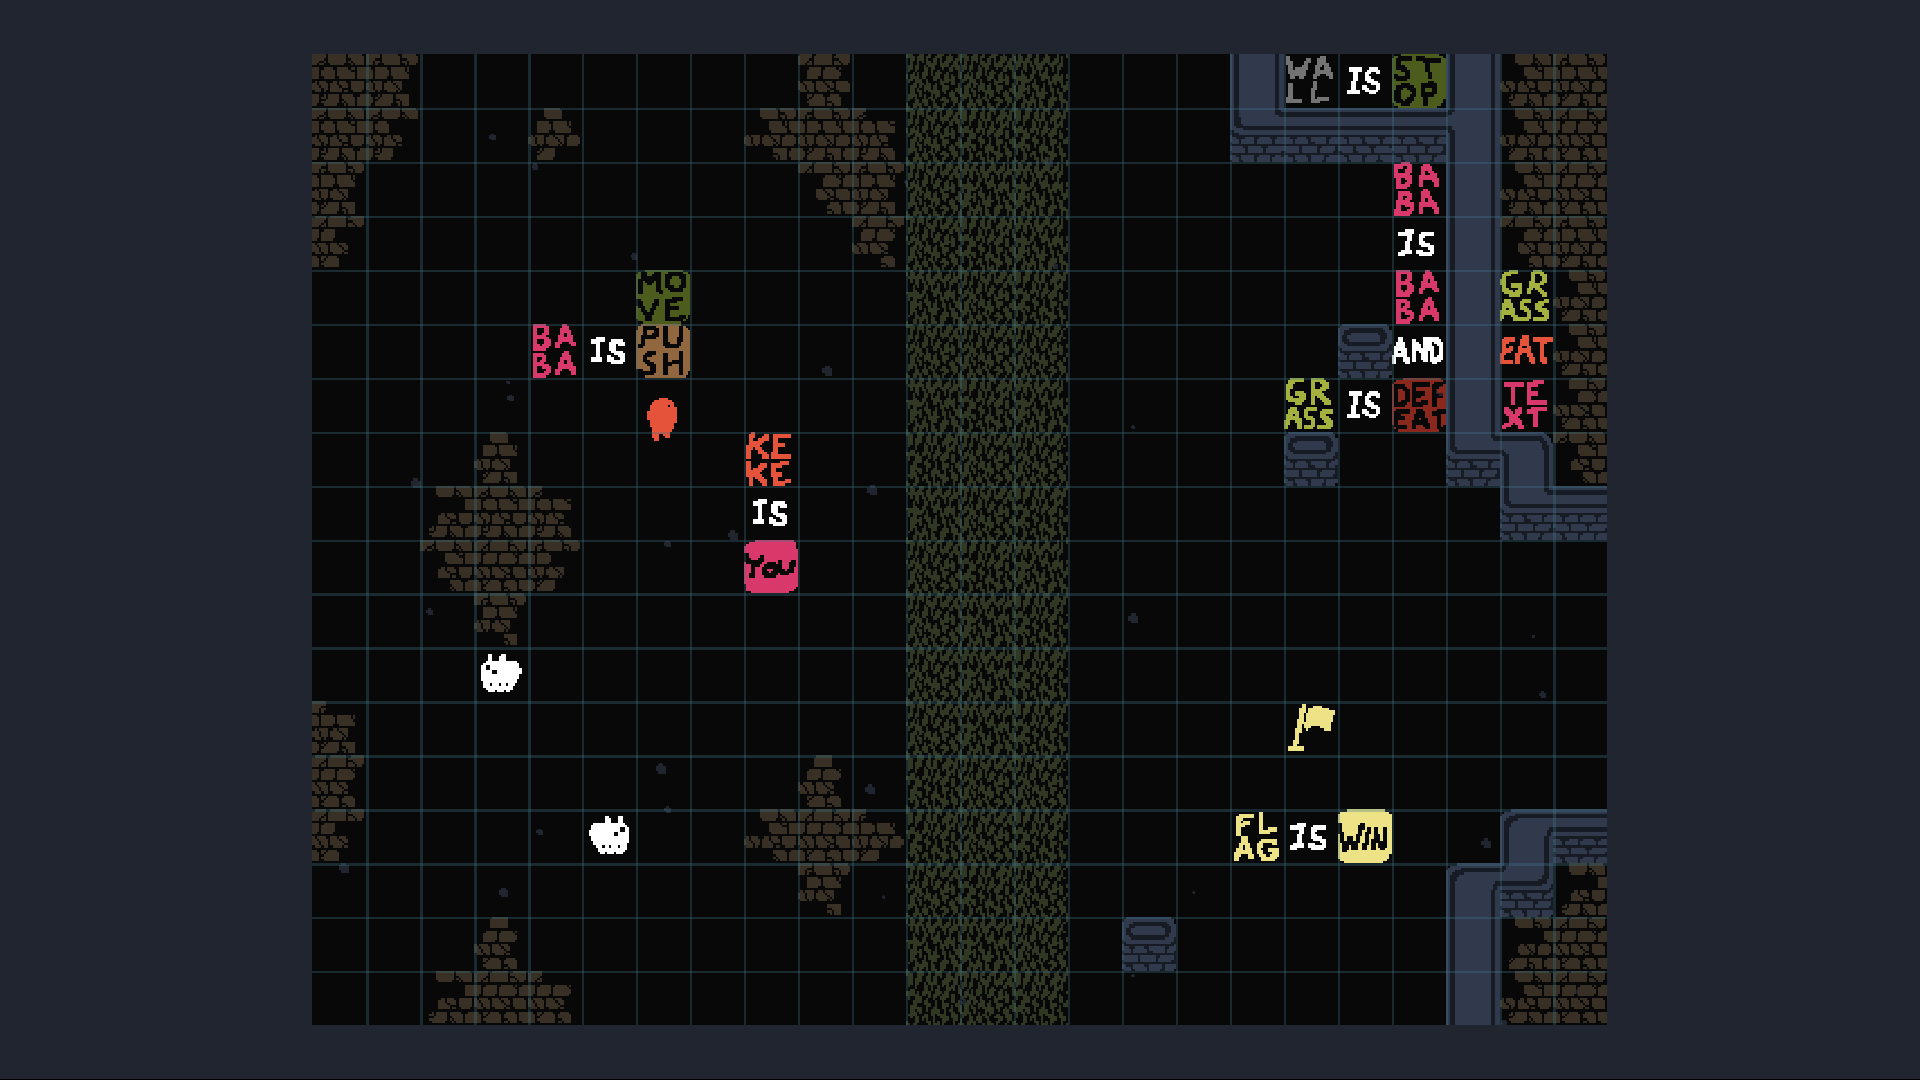 WALL IS STOP
BABA
IS
MOVE
BABA
GRASS
BABA IS PUSH
AND
EAT
GRASS IS DEFEAT
TEXT
KEKE
IS
YOU
FLAG IS WIN